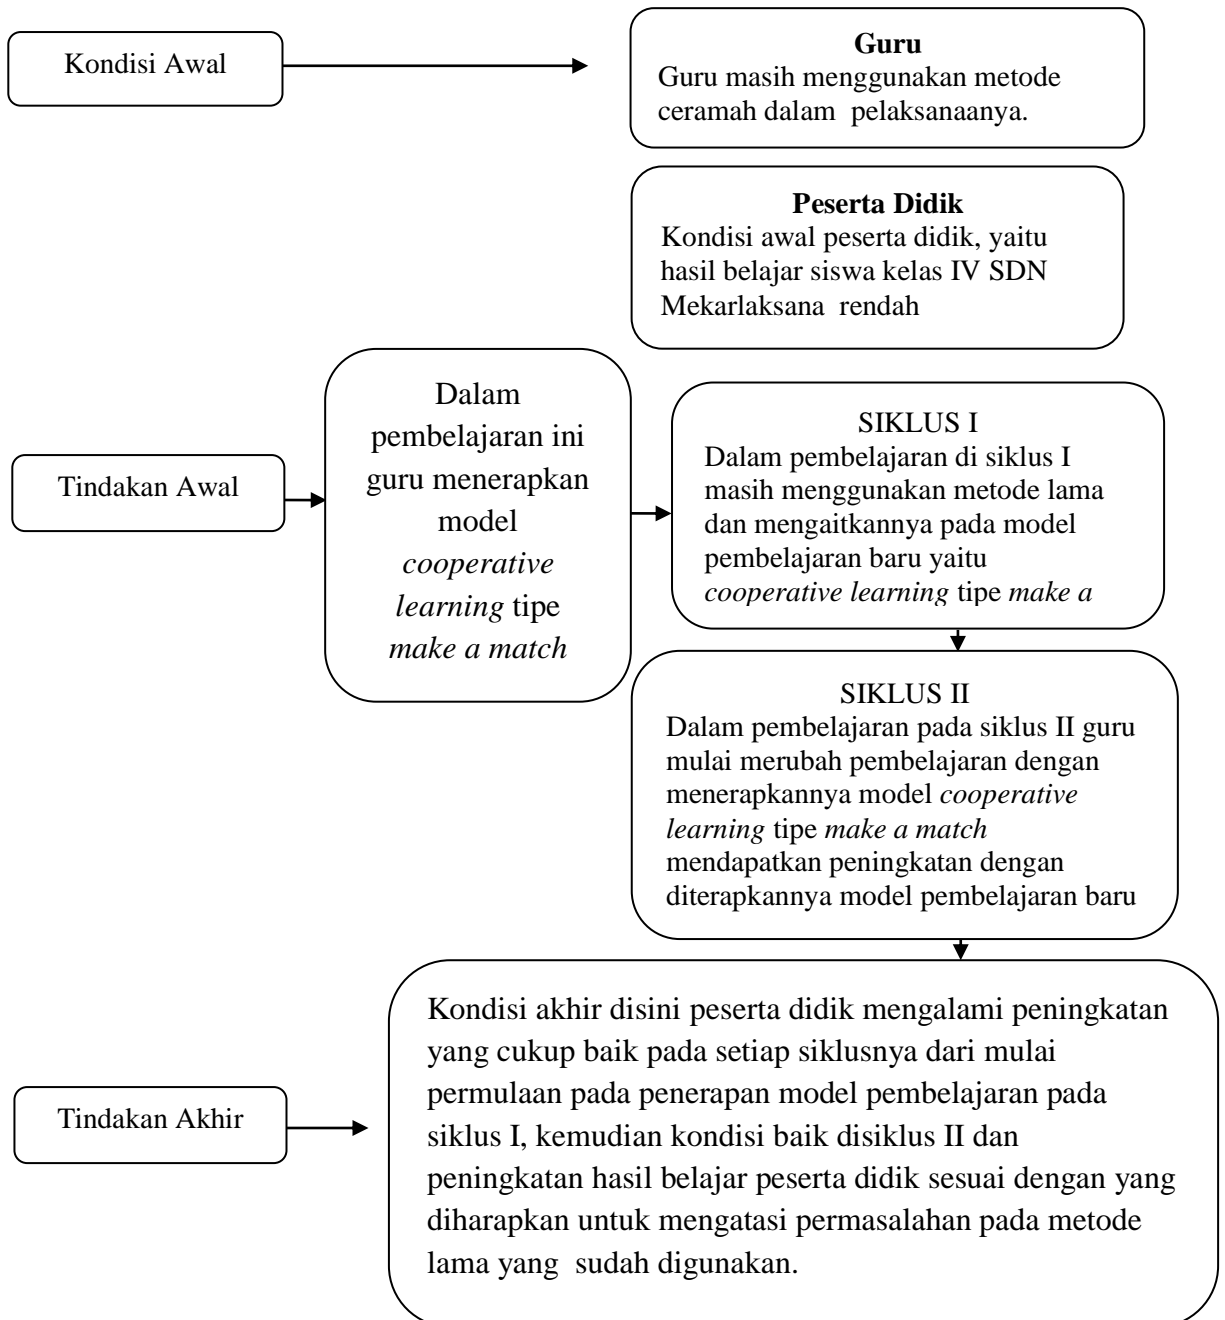 Kondisi Awal
Guru
Guru masih menggunakan metode
ceramah dalam pelaksanaanya.
Peserta Didik
Kondisi awal peserta didik, yaitu
hasil belajar siswa kelas IV SDN
Mekarlaksana rendah
Tindakan Awal
Dalam
pembelajaran ini
guru menerapkan
model
cooperative
learning tipe
make a match
SIKLUS I
Dalam pembelajaran di siklus I
masih menggunakan metode lama
dan mengaitkannya pada model
pembelajaran baru yaitu
cooperative learning tipe make a
SIKLUS II
Dalam pembelajaran pada siklus II guru
mulai merubah pembelajaran dengan
menerapkannya model cooperative
learning tipe make a match
mendapatkan peningkatan dengan
diterapkannya model pembelajaran baru
Tindakan Akhir
Kondisi akhir disini peserta didik mengalami peningkatan
yang cukup baik pada setiap siklusnya dari mulai
permulaan pada penerapan model pembelajaran pada
siklus I, kemudian kondisi baik disiklus II dan
peningkatan hasil belajar peserta didik sesuai dengan yang
diharapkan untuk mengatasi permasalahan pada metode
lama yang sudah digunakan.